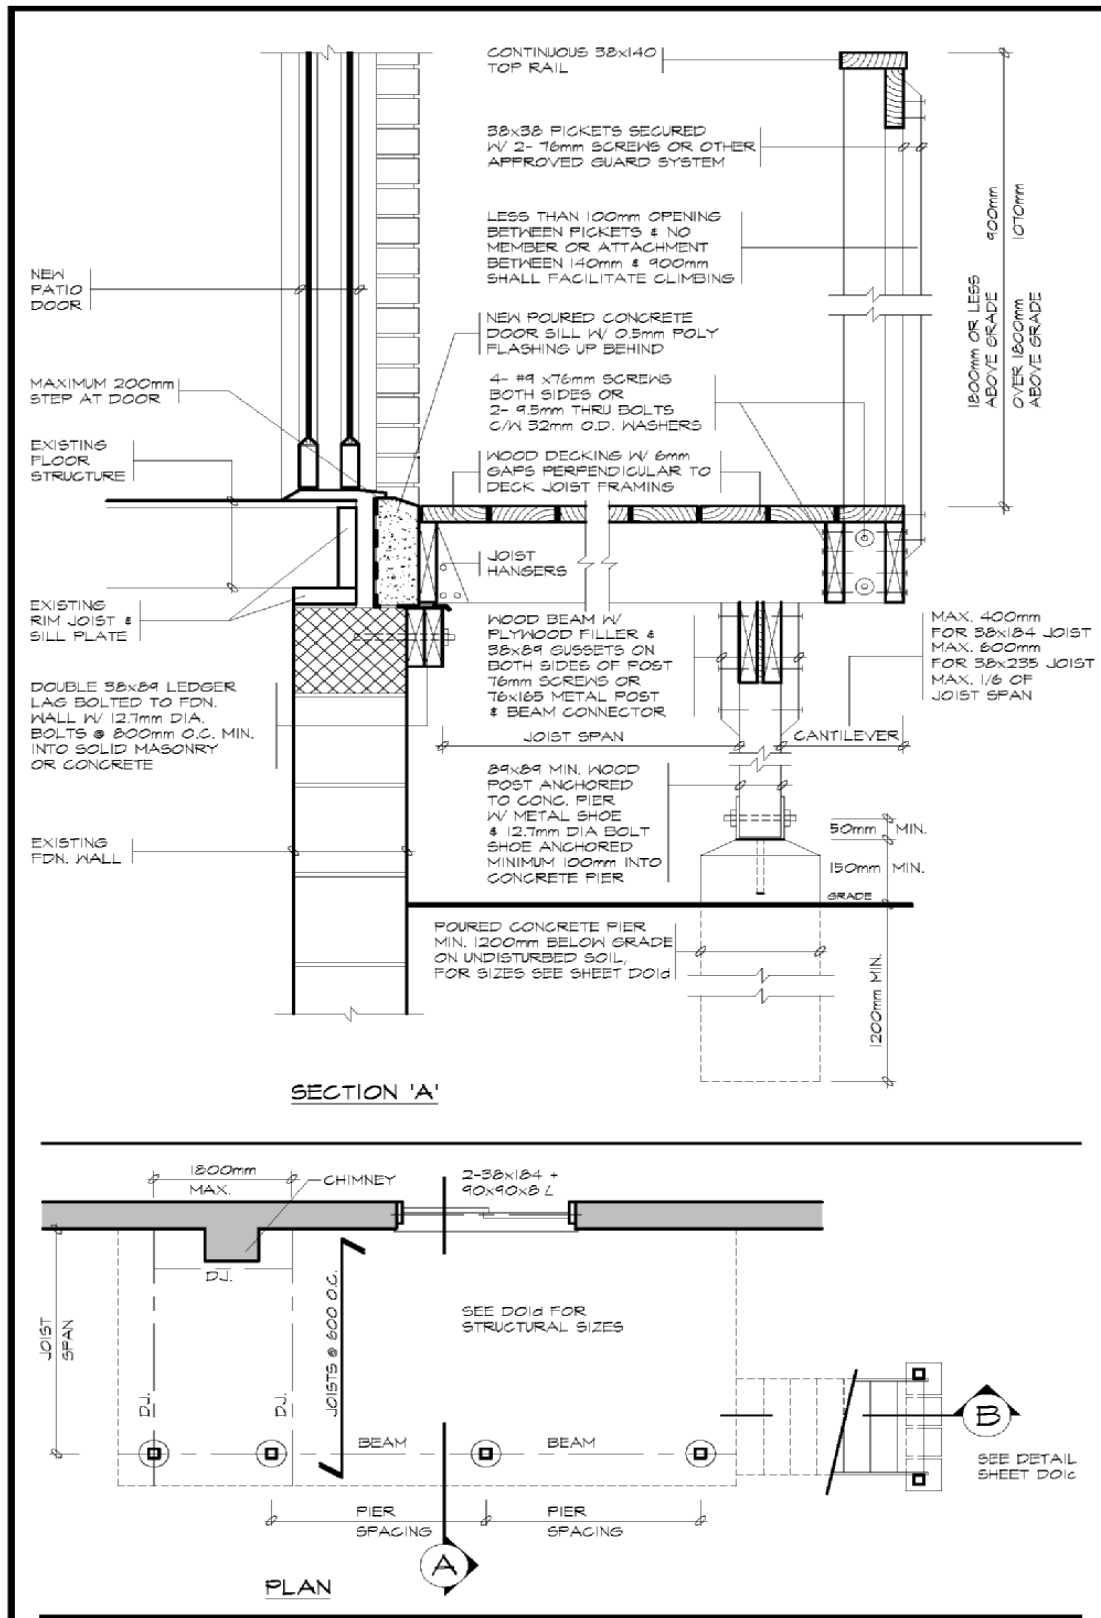 CONTINUOUS 38x140
TOP RAIL
38x38 PICKETS SECURED
W/ 2- 76mm SCREWS OR OTHER
APPROVED GUARD SYSTEM
LESS THAN 100mm OPENING
BETWEEN PICKETS & NO
MEMBER OR ATTACHMENT
BETWEEN 140mm & 900mm
SHALL FACILITATE CLIMBING
900mm
1070mm
1800mm OR LESS
ABOVE GRADE
OVER 1800mm
ABOVE GRADE
NEW
PATIO
DOOR
NEW POURED CONCRETE
DOOR SILL W/ 0.5mm POLY
FLASHING UP BEHIND
MAXIMUM 200mm
STEP AT DOOR
4- #9 x76mm SCREWS
BOTH SIDES OR
2- 9.5mm THRU BOLTS
C/W 32mm O.D. WASHERS
EXISTING
FLOOR
STRUCTURE
WOOD DECKING W/ 6mm
GAPS PERPENDICULAR TO
DECK JOIST FRAMING
JOIST
HANGERS
EXISTING
RIM JOIST &
SILL PLATE
WOOD BEAM W/
PLYWOOD FILLER &
38x89 GUSSETS ON
BOTH SIDES OF POST
76mm SCREWS OR
76x165 METAL POST
& BEAM CONNECTOR
MAX. 400mm
FOR 38x184 JOIST
MAX. 600mm
FOR 38x235 JOIST
MAX. 1/6 OF
JOIST SPAN
DOUBLE 38x89 LEDGER
LAG BOLTED TO FDN.
WALL W/ 12.7mm DIA.
BOLTS @ 800mm O.C. MIN.
INTO SOLID MASONRY
OR CONCRETE
JOIST SPAN
CANTILEVER
89x89 MIN. WOOD
POST ANCHORED
TO CONC. PIER
W/ METAL SHOE
& 12.7mm DIA BOLT
SHOE ANCHORED
MINIMUM 100mm INTO
CONCRETE PIER
50mm MIN.
150mm MIN.
GRADE
EXISTING
FDN. WALL
POURED CONCRETE PIER
MIN. 1200mm BELOW GRADE
ON UNDISTURBED SOIL,
FOR SIZES SEE SHEET D01d
1200mm MIN.
SECTION 'A'
1800mm
MAX.
CHIMNEY
2-38x184 +
90x90x8 L
D.J.
JOIST
SPAN
D.J.
D.J.
JOISTS @ 600 O.C.
SEE D01d FOR
STRUCTURAL SIZES
BEAM
BEAM
B
SEE DETAIL
SHEET D01c
PIER
SPACING
PIER
SPACING
A
PLAN